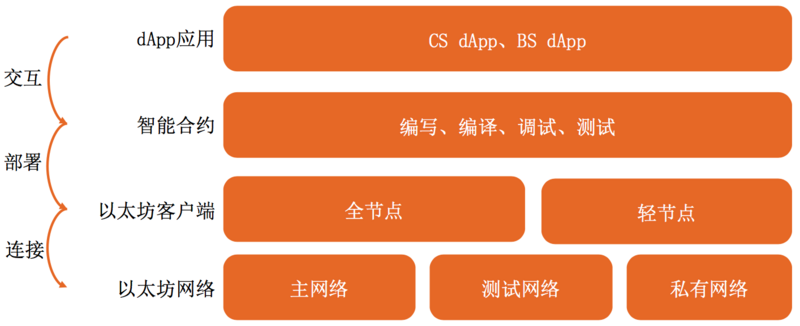 dApp应用
CS dApp、BS dApp
交互
智能合约
编写、编译、调试、测试
部署
以太坊客户端
全节点
轻节点
连接
以太坊网络
主网络
测试网络
私有网络